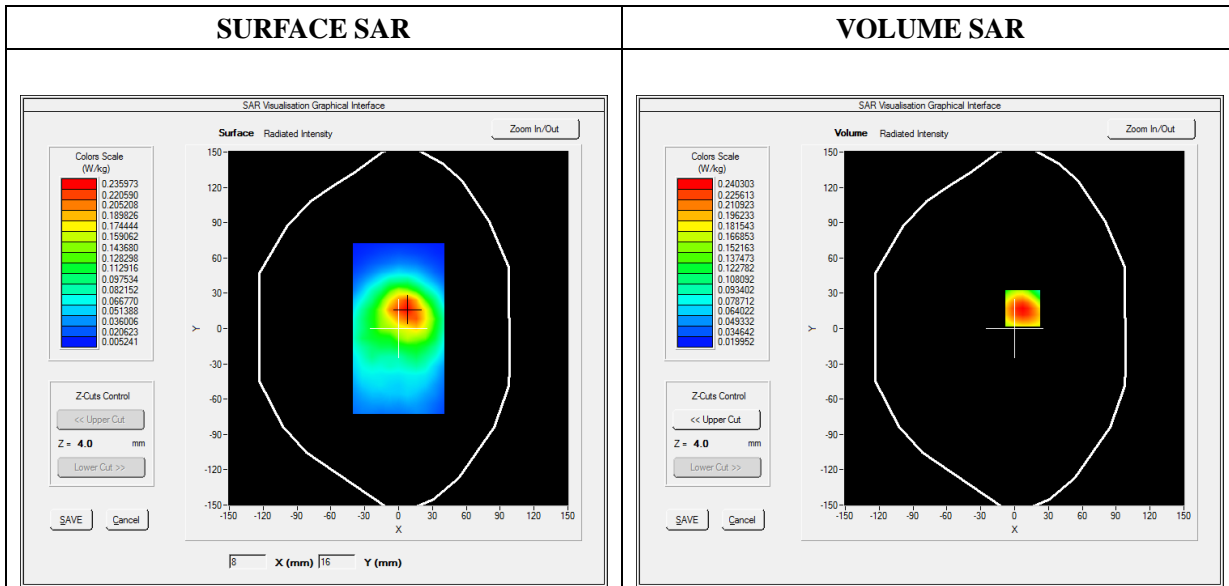 SURFACE SAR
VOLUME SAR
SAR Visualisation Graphical Interface
Surface Radiated Intensity
Zoom In/Out
Colors Scale
(W/kg)
0.235973
0.220590
0.205208
0.189826
0.174444
0.159062
0.143680
0.128298
0.112916
0.097534
0.082152
0.066770
0.051388
0.036006
0.020623
0.005241
Z-Cuts Control
<< Upper Cut
Z = 4.0 mm
Lower Cut >>
SAVE Cancel
150
120
90
60
30
0
-30
-60
-90
-120
-150
Y
-150 -120 -90 -60 -30 0 30 60 90 120 150
X
8 X (mm) 16 Y (mm)
SAR Visualisation Graphical Interface
Volume Radiated Intensity
Zoom In/Out
Colors Scale
(W/kg)
0.240303
0.225613
0.210923
0.196233
0.181543
0.166853
0.152163
0.137473
0.122782
0.108092
0.093402
0.078712
0.064022
0.049332
0.034642
0.019952
Z-Cuts Control
<< Upper Cut
Z = 4.0 mm
Lower Cut >>
SAVE Cancel
150
120
90
60
30
0
-30
-60
-90
-120
-150
Y
-150 -120 -90 -60 -30 0 30 60 90 120 150
X